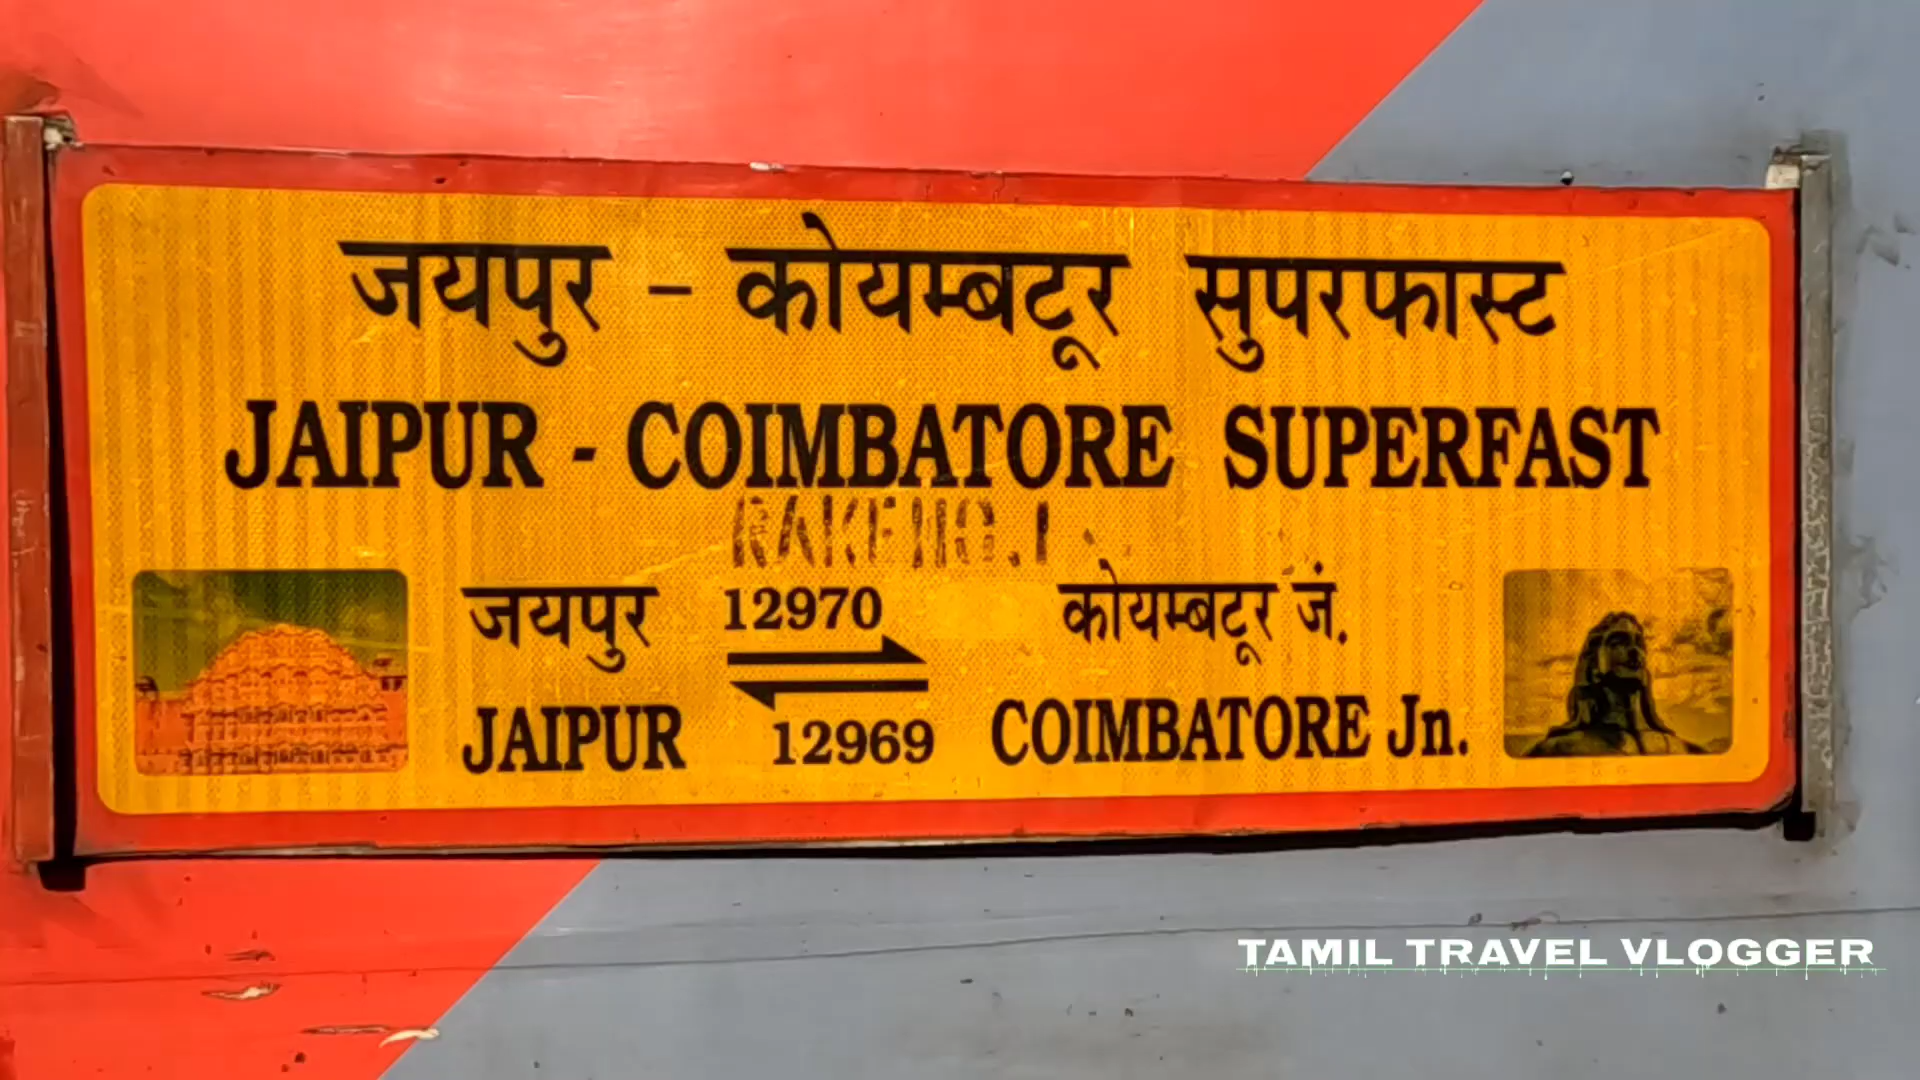 जयपुर - कोयम्बटूर सुपरफास्ट
JAIPUR - COIMBATORE SUPERFAST
RAKE NO. 1
जयपुर 12970 कोयम्बटूर जं.
JAIPUR 12969 COIMBATORE Jn.
TAMIL TRAVEL VLOGGER